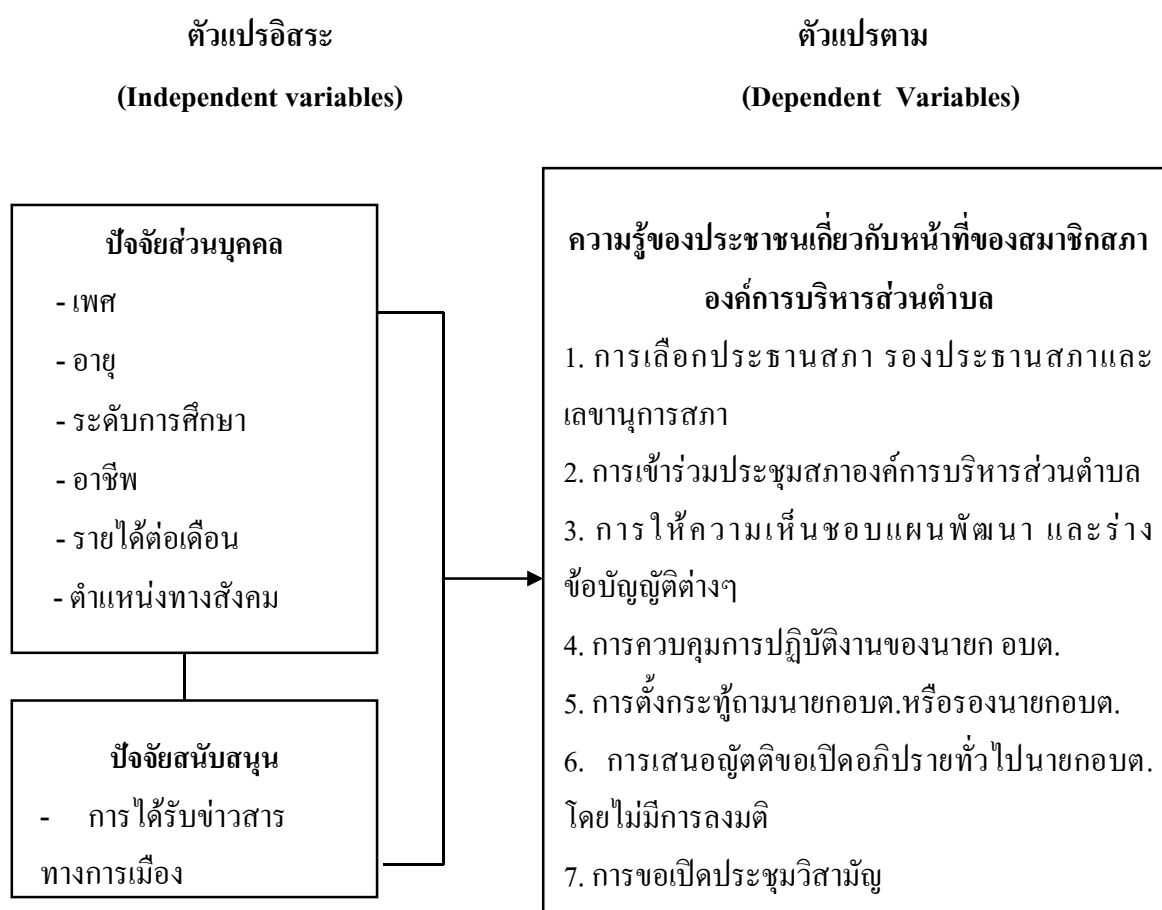 ตัวแปรอิสระ
(Independent variables)
ตัวแปรตาม
(Dependent Variables)
ปัจจัยส่วนบุคคล
- เพศ
- อายุ
- ระดับการศึกษา
- อาชีพ
- รายได้ต่อเดือน
- ตำแหน่งทางสังคม
ปัจจัยสนับสนุน
- การได้รับข่าวสาร
ทางการเมือง
ความรู้ของประชาชนเกี่ยวกับหน้าที่ของสมาชิกสภา
องค์การบริหารส่วนตำบล
1. การเลือกประธานสภา รองประธานสภาและ
เลขานุการสภา
2. การเข้าร่วมประชุมสภาองค์การบริหารส่วนตำบล
3. การให้ความเห็นชอบแผนพัฒนา และร่าง
ข้อบัญญัติต่างๆ
4. การควบคุมการปฏิบัติงานของนายก อบต.
5. การตั้งกระทู้ถามนายกอบต.หรือรองนายกอบต.
6. การเสนอญัตติขอเปิดอภิปรายทั่วไปนายกอบต.
โดยไม่มีการลงมติ
7. การขอเปิดประชุมวิสามัญ